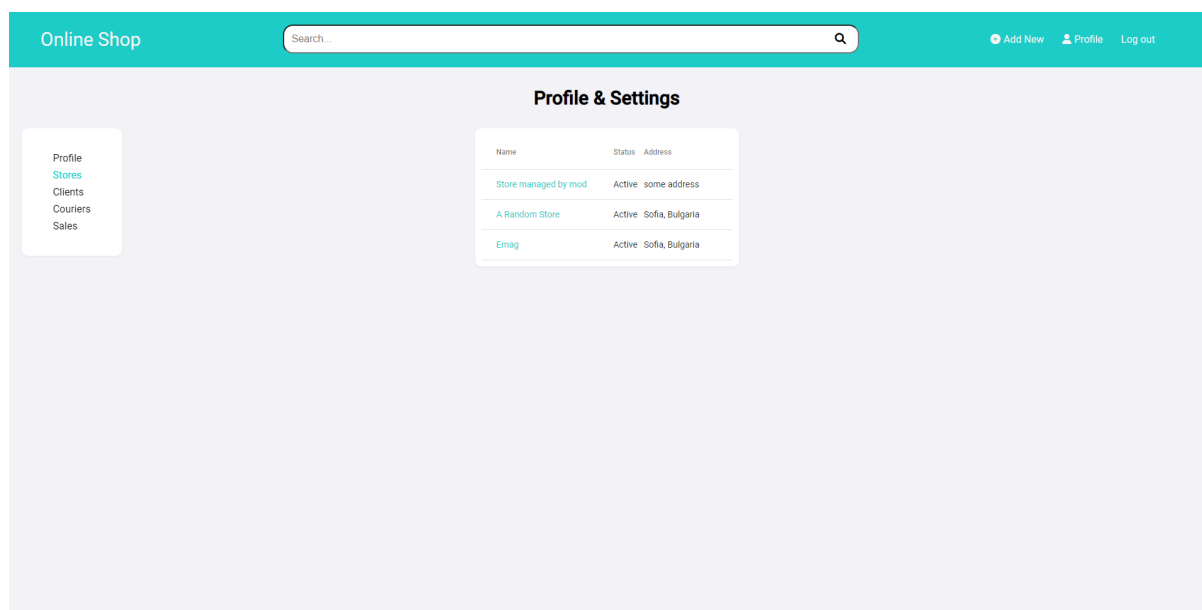 Online Shop
Search...
Add New Profile Log out
Profile & Settings
Profile
Stores
Clients
Couriers
Sales
Name Status Address
Store managed by mod Active some address
A Random Store Active Sofia, Bulgaria
Emag Active Sofia, Bulgaria